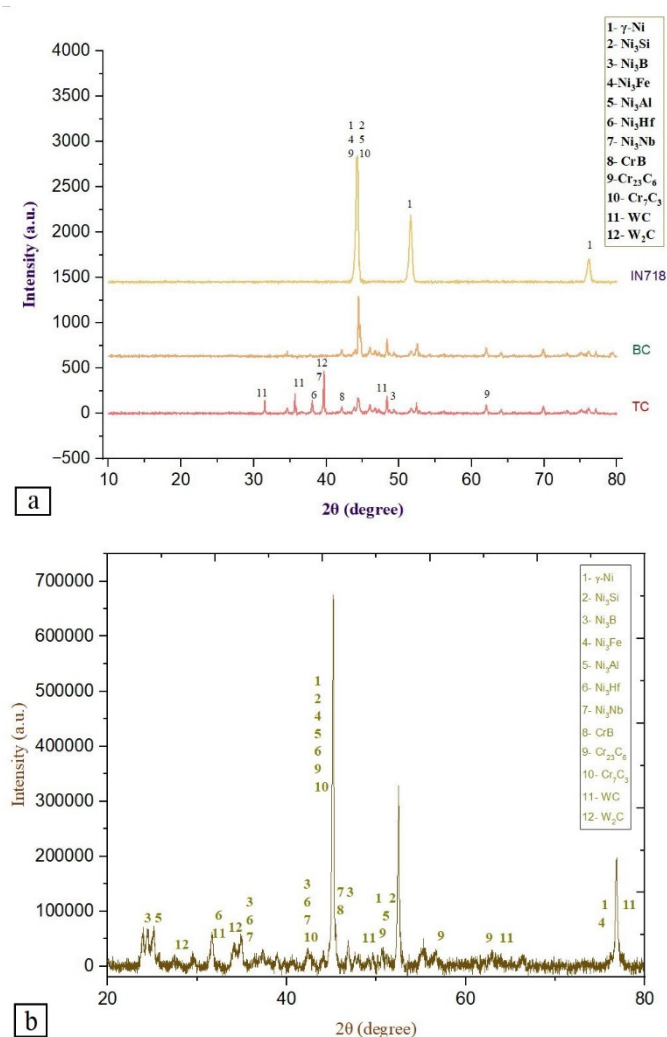 4000
3500
3000
2500
2000
1500
1000
500
0
−500
Intensity (a.u.)
1- γ-Ni
2- Ni₃Si
3- Ni₃B
4-Ni₃Fe
5- Ni₃Al
6- Ni₃Hf
7- Ni₃Nb
8- CrB
9-Cr₂₃C₆
10- Cr₇C₃
11- WC
12- W₂C
1 2
4 5
9 10
1
1
IN718
BC
12
7
11
11
6
8
11
3
9
TC
10 20 30 40 50 60 70 80
2θ (degree)
a
700000
600000
500000
400000
300000
200000
100000
0
Intensity (a.u.)
1- γ-Ni
2- Ni₃Si
3- Ni₃B
4- Ni₃Fe
5- Ni₃Al
6- Ni₃Hf
7- Ni₃Nb
8- CrB
9- Cr₂₃C₆
10- Cr₇C₃
11- WC
12- W₂C
1
2
4
5
6
9
10
3 5
12
6
11
12
3
6
7
3
6
7
10
7 3
8
11
1 2
5
9
9
9 11
1 11
4
20 40 60 80
2θ (degree)
b